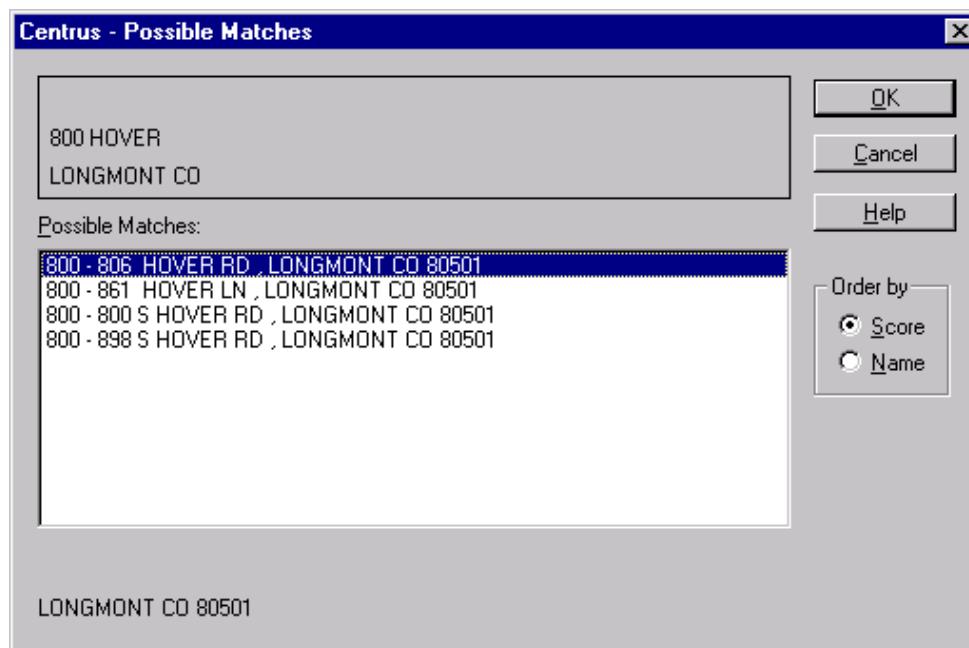 Centrus - Possible Matches
800 HOVER
LONGMONT CO
OK
Cancel
Help
Possible Matches:
800 - 806  HOVER RD , LONGMONT CO 80501
800 - 861  HOVER LN , LONGMONT CO 80501
800 - 800 S HOVER RD , LONGMONT CO 80501
800 - 898 S HOVER RD , LONGMONT CO 80501
Order by
Score
Name
LONGMONT CO 80501